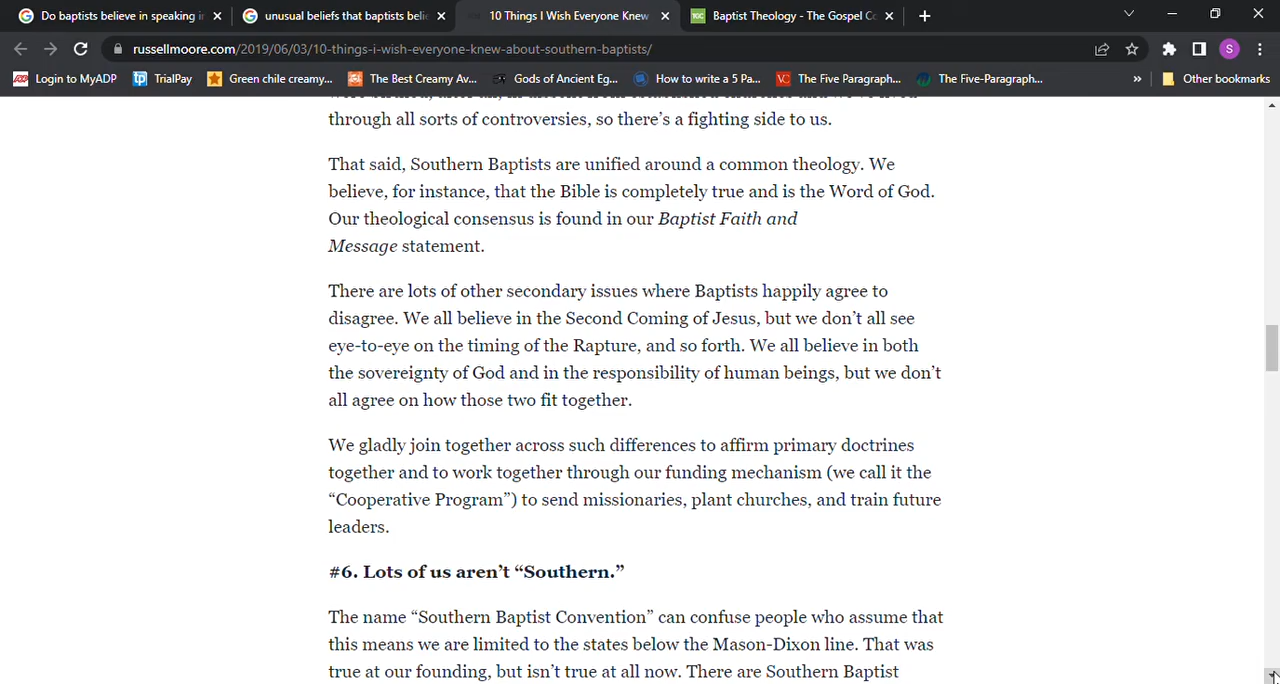 Do baptists believe in speaking i
unusual beliefs that baptists beli
10 Things I Wish Everyone Knew
Baptist Theology - The Gospel Co
russellmoore.com/2019/06/03/10-things-i-wish-everyone-knew-about-southern-baptists/
S
Login to MyADP
TrialPay
Green chile creamy...
The Best Creamy Av...
Gods of Ancient Eg...
How to write a 5 Pa...
The Five Paragraph...
The Five-Paragraph...
»
Other bookmarks
through all sorts of controversies, so there’s a fighting side to us.
That said, Southern Baptists are unified around a common theology. We
believe, for instance, that the Bible is completely true and is the Word of God.
Our theological consensus is found in our Baptist Faith and
Message statement.
There are lots of other secondary issues where Baptists happily agree to
disagree. We all believe in the Second Coming of Jesus, but we don’t all see
eye-to-eye on the timing of the Rapture, and so forth. We all believe in both
the sovereignty of God and in the responsibility of human beings, but we don’t
all agree on how those two fit together.
We gladly join together across such differences to affirm primary doctrines
together and to work together through our funding mechanism (we call it the
“Cooperative Program”) to send missionaries, plant churches, and train future
leaders.
#6. Lots of us aren’t “Southern.”
The name “Southern Baptist Convention” can confuse people who assume that
this means we are limited to the states below the Mason-Dixon line. That was
true at our founding, but isn’t true at all now. There are Southern Baptist